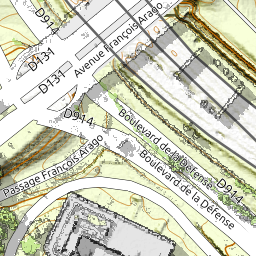 D914
D131
D131
Avenue François Arago
D914
Boulevard de la Défense
Boulevard de la Défense
D914
Passage François Arago